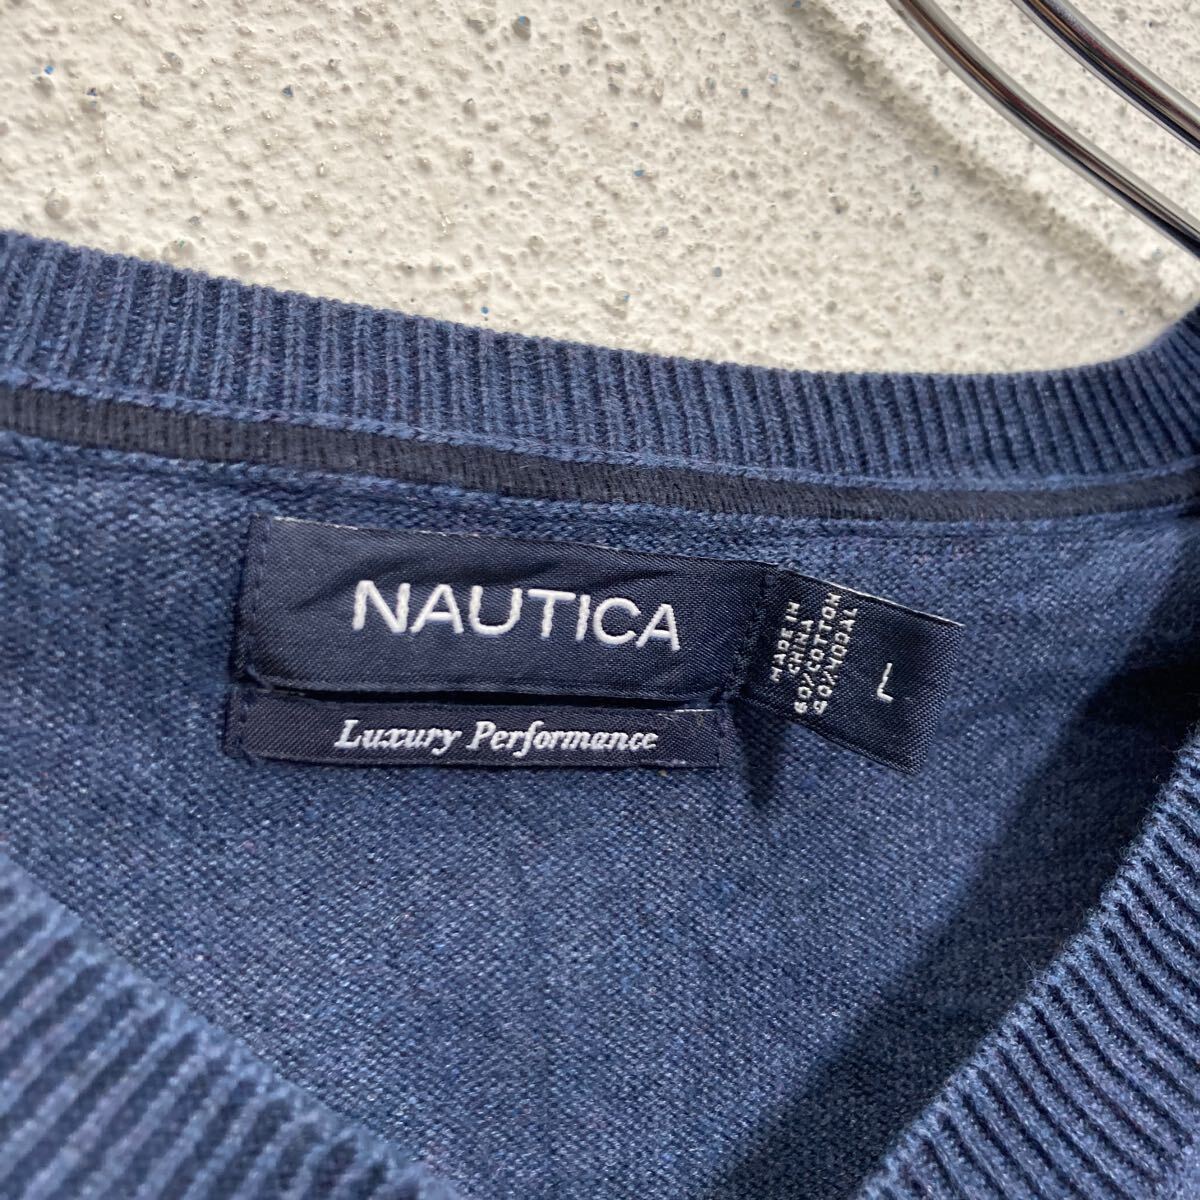 NAUTICA
Luxury Performance
MADE IN
CHINA
60%COTTON
40%MODAL
L